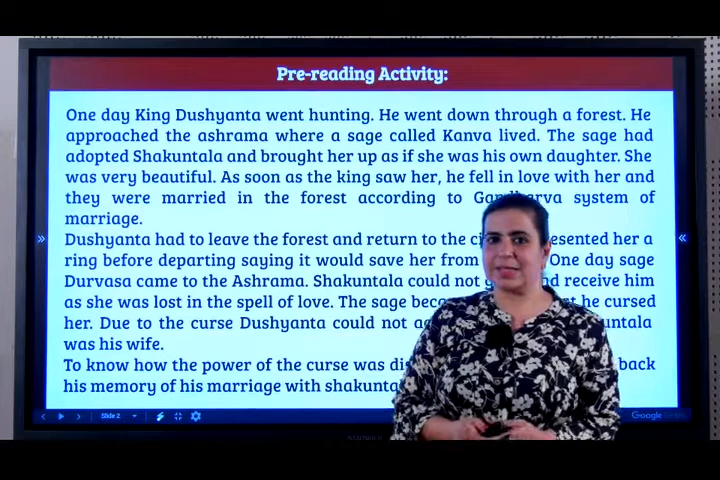 Pre-reading Activity:
One day King Dushyanta went hunting. He went down through a forest. He
approached the ashrama where a sage called Kanva lived. The sage had
adopted Shakuntala and brought her up as if she was his own daughter. She
was very beautiful. As soon as the king saw her, he fell in love with her and
they were married in the forest according to Gandharva system of
marriage.
Dushyanta had to leave the forest and return to the her a
ring before departing saying it would save her from One day sage
Durvasa came to the Ashrama. Shakuntala could not receive him
as she was lost in the spell of love. The sage he cursed
her. Due to the curse Dushyanta could not
was his wife.
To know how the power of the curse was back
his memory of his marriage with
Slide 2
Google